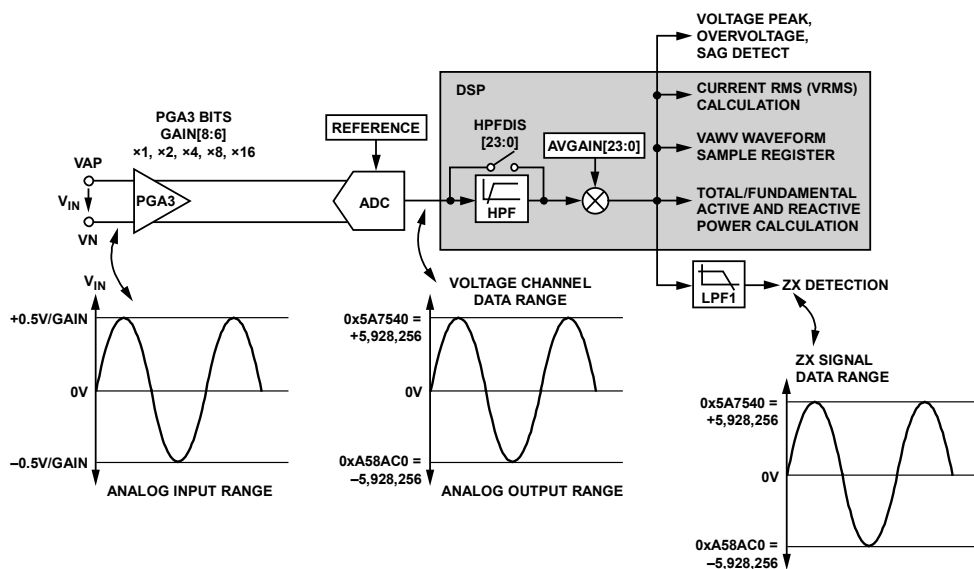 VOLTAGE PEAK,
OVERVOLTAGE,
SAG DETECT
DSP
CURRENT RMS (VRMS)
CALCULATION
PGA3 BITS
GAIN[8:6]
×1, ×2, ×4, ×8, ×16
REFERENCE
HPFDIS
[23:0]
AVGAIN[23:0]
VAWV WAVEFORM
SAMPLE REGISTER
VAP
VIN
VN
PGA3
ADC
HPF
TOTAL/FUNDAMENTAL
ACTIVE AND REACTIVE
POWER CALCULATION
LPF1
ZX DETECTION
VIN
+0.5V/GAIN
0V
–0.5V/GAIN
ANALOG INPUT RANGE
VOLTAGE CHANNEL
DATA RANGE
0x5A7540 =
+5,928,256
0V
0xA58AC0 =
–5,928,256
ANALOG OUTPUT RANGE
ZX SIGNAL
DATA RANGE
0x5A7540 =
+5,928,256
0V
0xA58AC0 =
–5,928,256